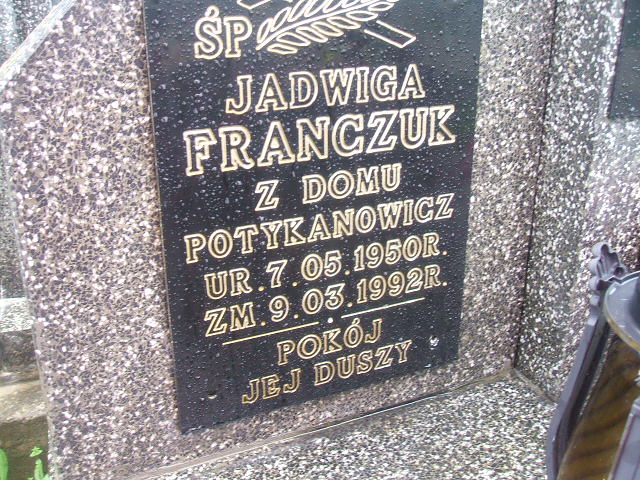 ŚP
JADWIGA
FRANCZUK
Z DOMU
POTYKANOWICZ
UR. 7. 05. 1950R.
ZM. 9. 03. 1992R.
POKÓJ
JEJ DUSZY